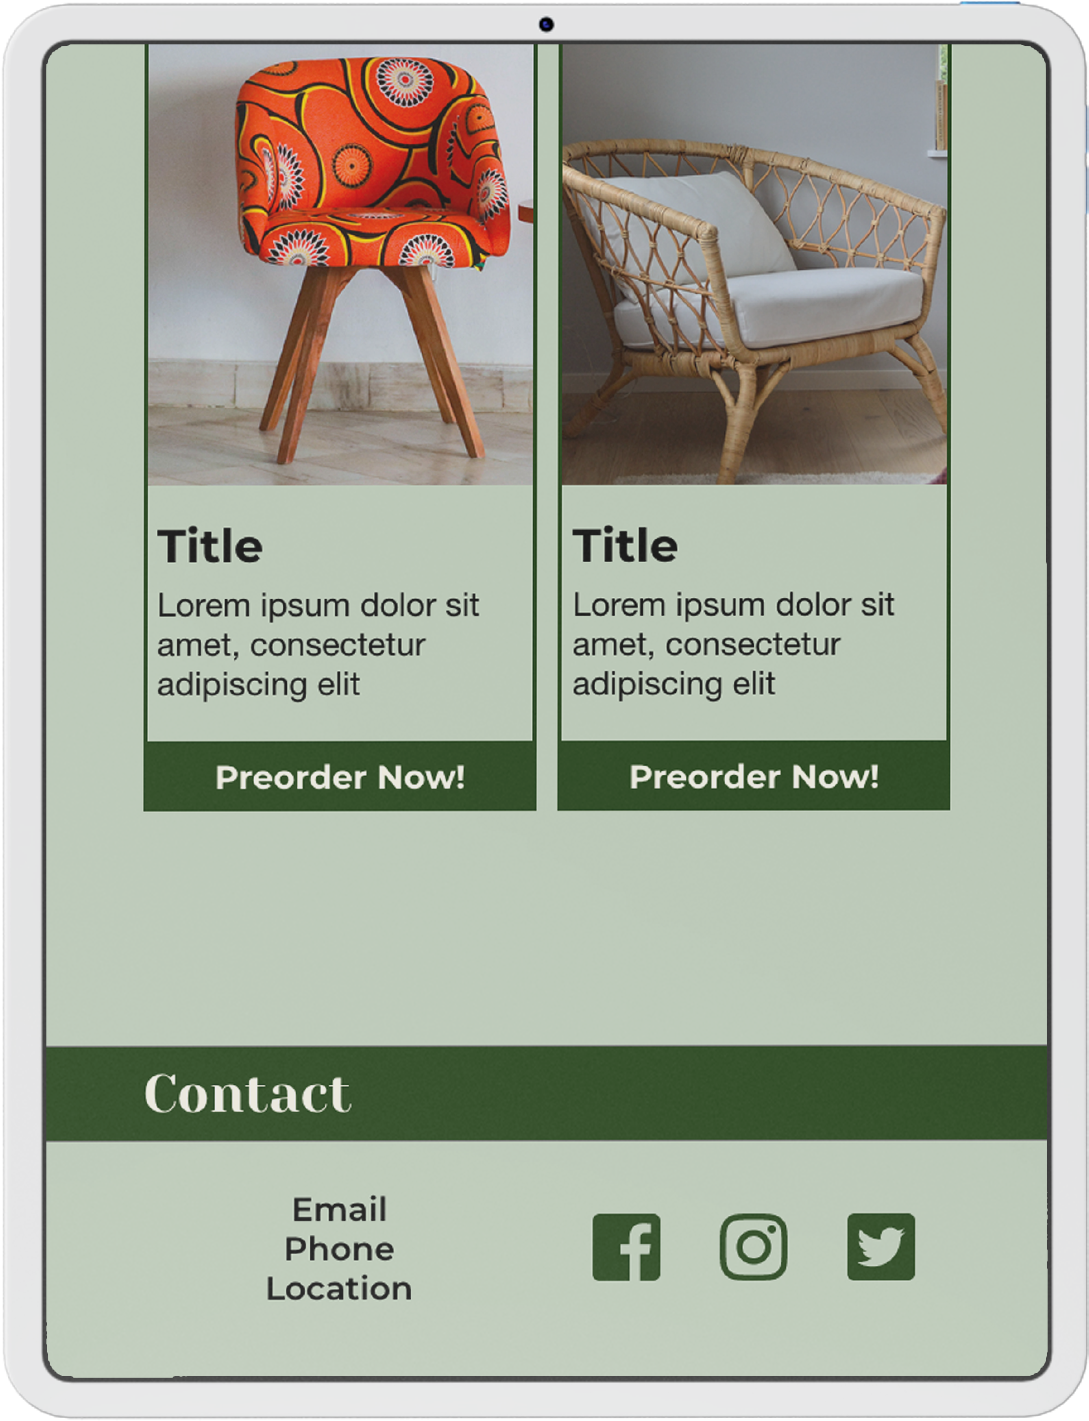 Title
Lorem ipsum dolor sit
amet, consectetur
adipiscing elit
Preorder Now!
Title
Lorem ipsum dolor sit
amet, consectetur
adipiscing elit
Preorder Now!
Contact
Email
Phone
Location